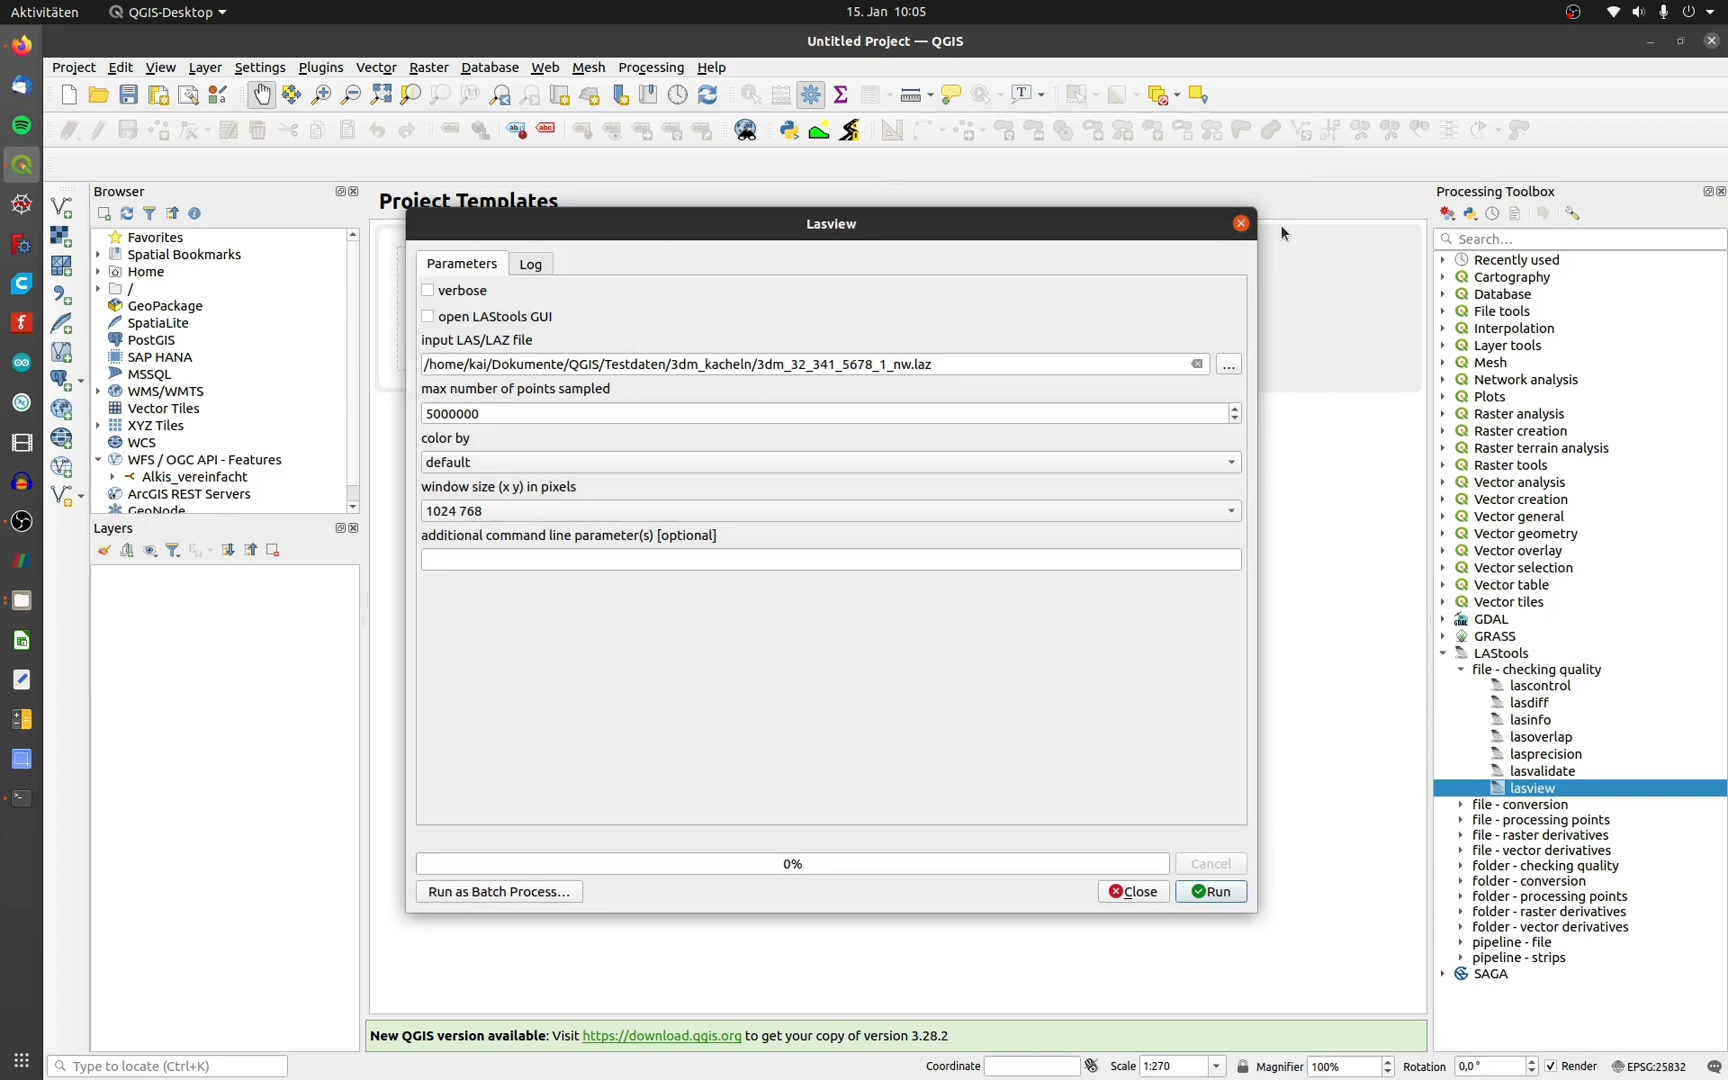 Aktivitäten
QGIS-Desktop
15. Jan 10:05
Untitled Project — QGIS
Project Edit View Layer Settings Plugins Vector Raster Database Web Mesh Processing Help
Browser
Favorites
Spatial Bookmarks
Home
/
GeoPackage
SpatiaLite
PostGIS
SAP HANA
MSSQL
WMS/WMTS
Vector Tiles
XYZ Tiles
WCS
WFS / OGC API - Features
Alkis_vereinfacht
ArcGIS REST Servers
GeoNode
Layers
Project Templates
Lasview
Parameters
Log
verbose
open LAStools GUI
input LAS/LAZ file
/home/kai/Dokumente/QGIS/Testdaten/3dm_kacheln/3dm_32_341_5678_1_nw.laz
…
max number of points sampled
5000000
color by
default
window size (x y) in pixels
1024 768
additional command line parameter(s) [optional]
0%
Cancel
Run as Batch Process…
Close
Run
New QGIS version available: Visit https://download.qgis.org to get your copy of version 3.28.2
Processing Toolbox
Search…
Recently used
Cartography
Database
File tools
Interpolation
Layer tools
Mesh
Network analysis
Plots
Raster analysis
Raster creation
Raster terrain analysis
Raster tools
Vector analysis
Vector creation
Vector general
Vector geometry
Vector overlay
Vector selection
Vector table
Vector tiles
GDAL
GRASS
LAStools
file - checking quality
lascontrol
lasdiff
lasinfo
lasoverlap
lasprecision
lasvalidate
lasview
file - conversion
file - processing points
file - raster derivatives
file - vector derivatives
folder - checking quality
folder - conversion
folder - processing points
folder - raster derivatives
folder - vector derivatives
pipeline - file
pipeline - strips
SAGA
Type to locate (Ctrl+K)
Coordinate
Scale 1:270
Magnifier 100%
Rotation 0,0°
Render
EPSG:25832